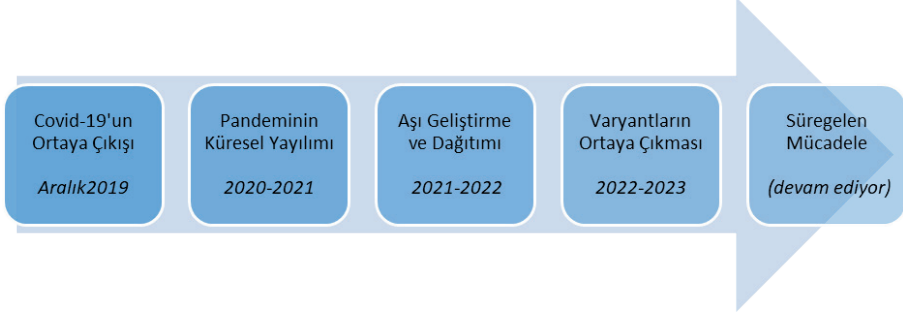 Covid-19'un
Ortaya Çıkışı
Aralık2019
Pandeminin
Küresel Yayılımı
2020-2021
Aşı Geliştirme
ve Dağıtımı
2021-2022
Varyantların
Ortaya Çıkması
2022-2023
Süregelen
Mücadele
(devam ediyor)